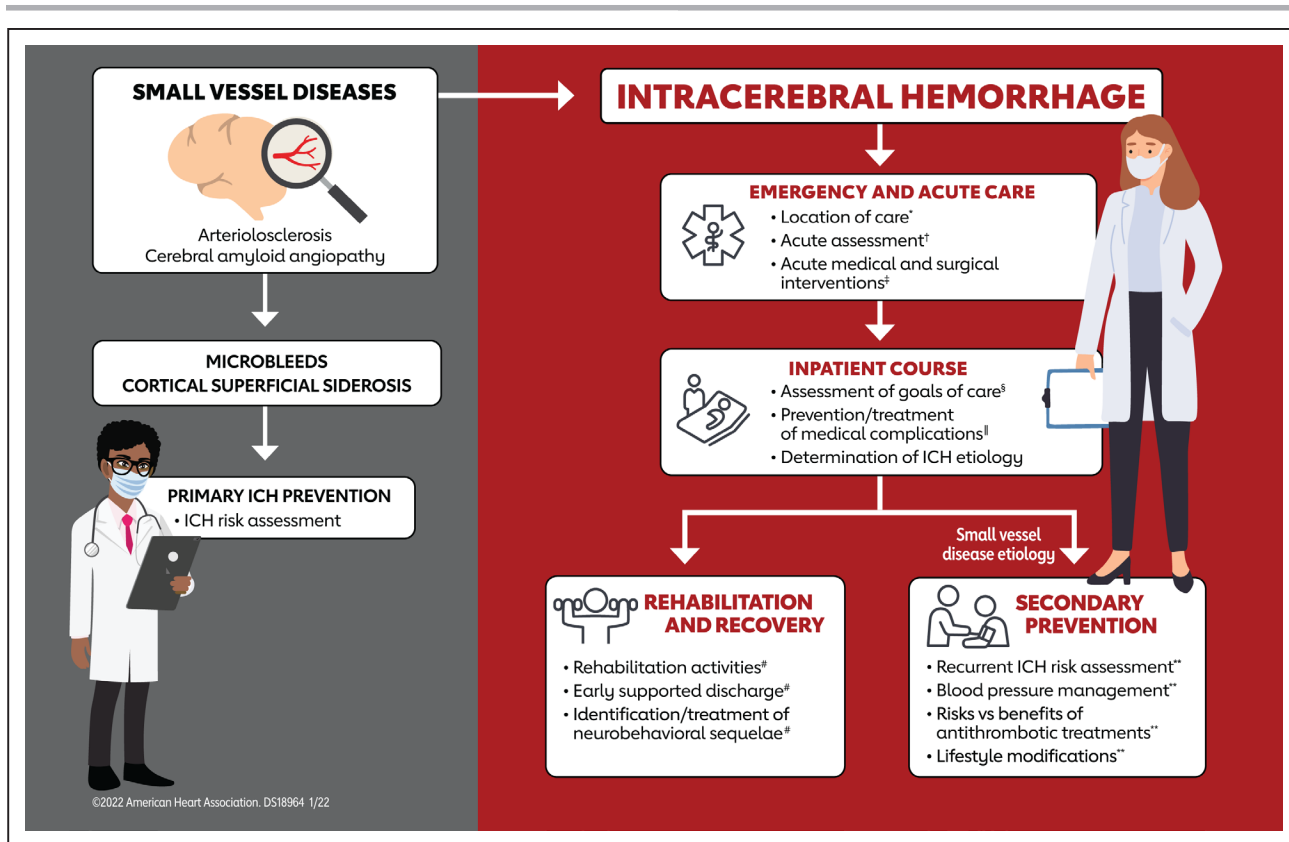 SMALL VESSEL DISEASES
Arteriolosclerosis
Cerebral amyloid angiopathy
MICROBLEEDS
CORTICAL SUPERFICIAL SIDEROSIS
PRIMARY ICH PREVENTION
• ICH risk assessment
©2022 American Heart Association. DS18964 1/22
INTRACEREBRAL HEMORRHAGE
EMERGENCY AND ACUTE CARE
• Location of care*
• Acute assessment†
• Acute medical and surgical
interventions‡
INPATIENT COURSE
• Assessment of goals of care§
• Prevention/treatment
of medical complications‖
• Determination of ICH etiology
Small vessel
disease etiology
REHABILITATION
AND RECOVERY
• Rehabilitation activities#
• Early supported discharge#
• Identification/treatment of
neurobehavioral sequelae#
SECONDARY
PREVENTION
• Recurrent ICH risk assessment**
• Blood pressure management**
• Risks vs benefits of
antithrombotic treatments**
• Lifestyle modifications**